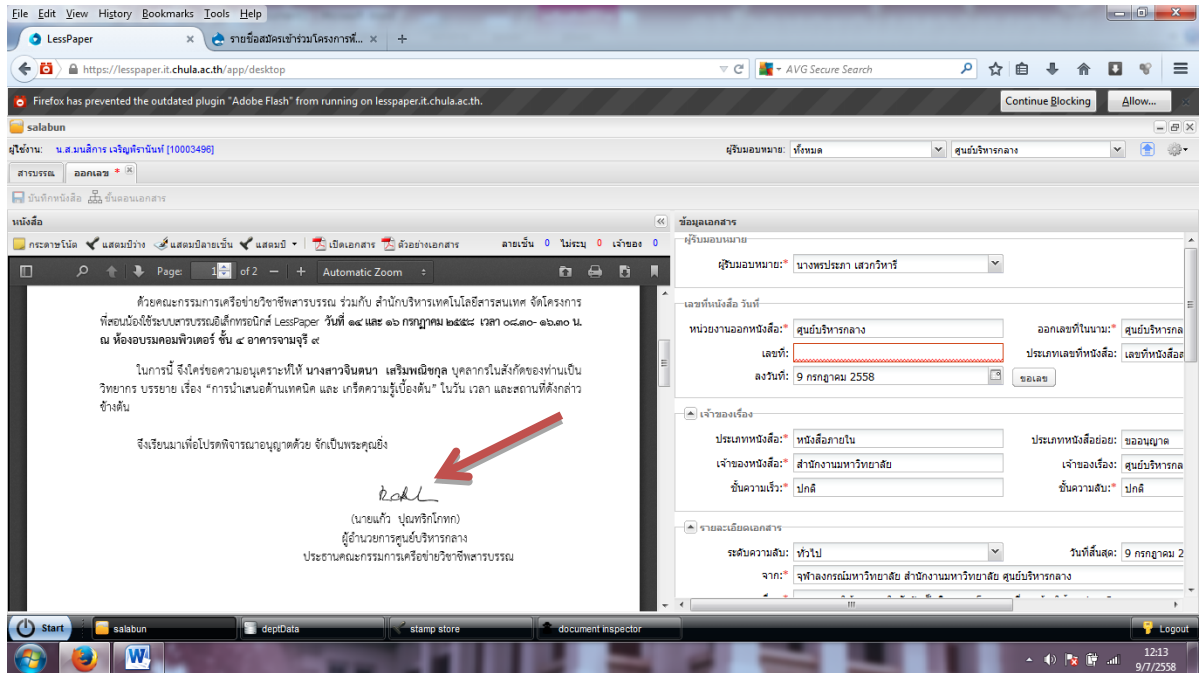 File Edit View History Bookmarks Tools Help
LessPaper × รายชื่อสมัครเข้าร่วมโครงการพี่... × +
https://lesspaper.it.chula.ac.th/app/desktop AVG Secure Search
Firefox has prevented the outdated plugin "Adobe Flash" from running on lesspaper.it.chula.ac.th. Continue Blocking Allow...
salabun
ผู้ใช้งาน: น.ส.มนสิการ เจริญพิรานันท์ [10003496] ผู้รับมอบหมาย: ทั้งหมด ศูนย์บริหารกลาง
สารบรรณ ออกเลข *
บันทึกหนังสือ ขั้นตอนเอกสาร
หนังสือ ข้อมูลเอกสาร
กระดาษโน้ต แสตมป์ว่าง แสตมป์ลายเซ็น แสตมป์ เปิดเอกสาร ตัวอย่างเอกสาร ลายเซ็น 0 ไม่ระบุ 0 เจ้าของ 0
Page: 1 of 2 Automatic Zoom
ด้วยคณะกรรมการเครือข่ายวิชาชีพสารบรรณ ร่วมกับ สำนักบริหารเทคโนโลยีสารสนเทศ จัดโครงการ
พี่สอนน้องใช้ระบบสารบรรณอิเล็กทรอนิกส์ LessPaper วันที่ ๑๔ และ ๑๖ กรกฎาคม ๒๕๕๘ เวลา ๐๘.๓๐- ๑๖.๓๐ น.
ณ ห้องอบรมคอมพิวเตอร์ ชั้น ๔ อาคารจามจุรี ๙
ในการนี้ จึงใคร่ขอความอนุเคราะห์ให้ นางสาวจินตนา เสริมพณิชกุล บุคลากรในสังกัดของท่านเป็น
วิทยากร บรรยาย เรื่อง “การนำเสนอด้านเทคนิค และ เกร็ดความรู้เบื้องต้น” ในวัน เวลา และสถานที่ดังกล่าว
ข้างต้น
จึงเรียนมาเพื่อโปรดพิจารณาอนุญาตด้วย จักเป็นพระคุณยิ่ง
(นายแก้ว ปุณฑริกโกทก)
ผู้อำนวยการศูนย์บริหารกลาง
ประธานคณะกรรมการเครือข่ายวิชาชีพสารบรรณ
ผู้รับมอบหมาย
ผู้รับมอบหมาย:* นางพรประภา เสวกวิหารี
เลขที่หนังสือ วันที่
หน่วยงานออกหนังสือ:* ศูนย์บริหารกลาง ออกเลขที่ในนาม:* ศูนย์บริหารกล
เลขที่: ประเภทเลขที่หนังสือ: เลขที่หนังสือส
ลงวันที่: 9 กรกฎาคม 2558 ขอเลข
เจ้าของเรื่อง
ประเภทหนังสือ:* หนังสือภายใน ประเภทหนังสือย่อย: ขออนุญาต
เจ้าของหนังสือ:* สำนักงานมหาวิทยาลัย เจ้าของเรื่อง: ศูนย์บริหารกล
ชั้นความเร็ว:* ปกติ ชั้นความลับ:* ปกติ
รายละเอียดเอกสาร
ระดับความลับ: ทั่วไป วันที่สิ้นสุด: 9 กรกฎาคม 2
จาก:* จุฬาลงกรณ์มหาวิทยาลัย สำนักงานมหาวิทยาลัย ศูนย์บริหารกลาง
Start salabun deptData stamp store document inspector Logout
12:13
9/7/2558